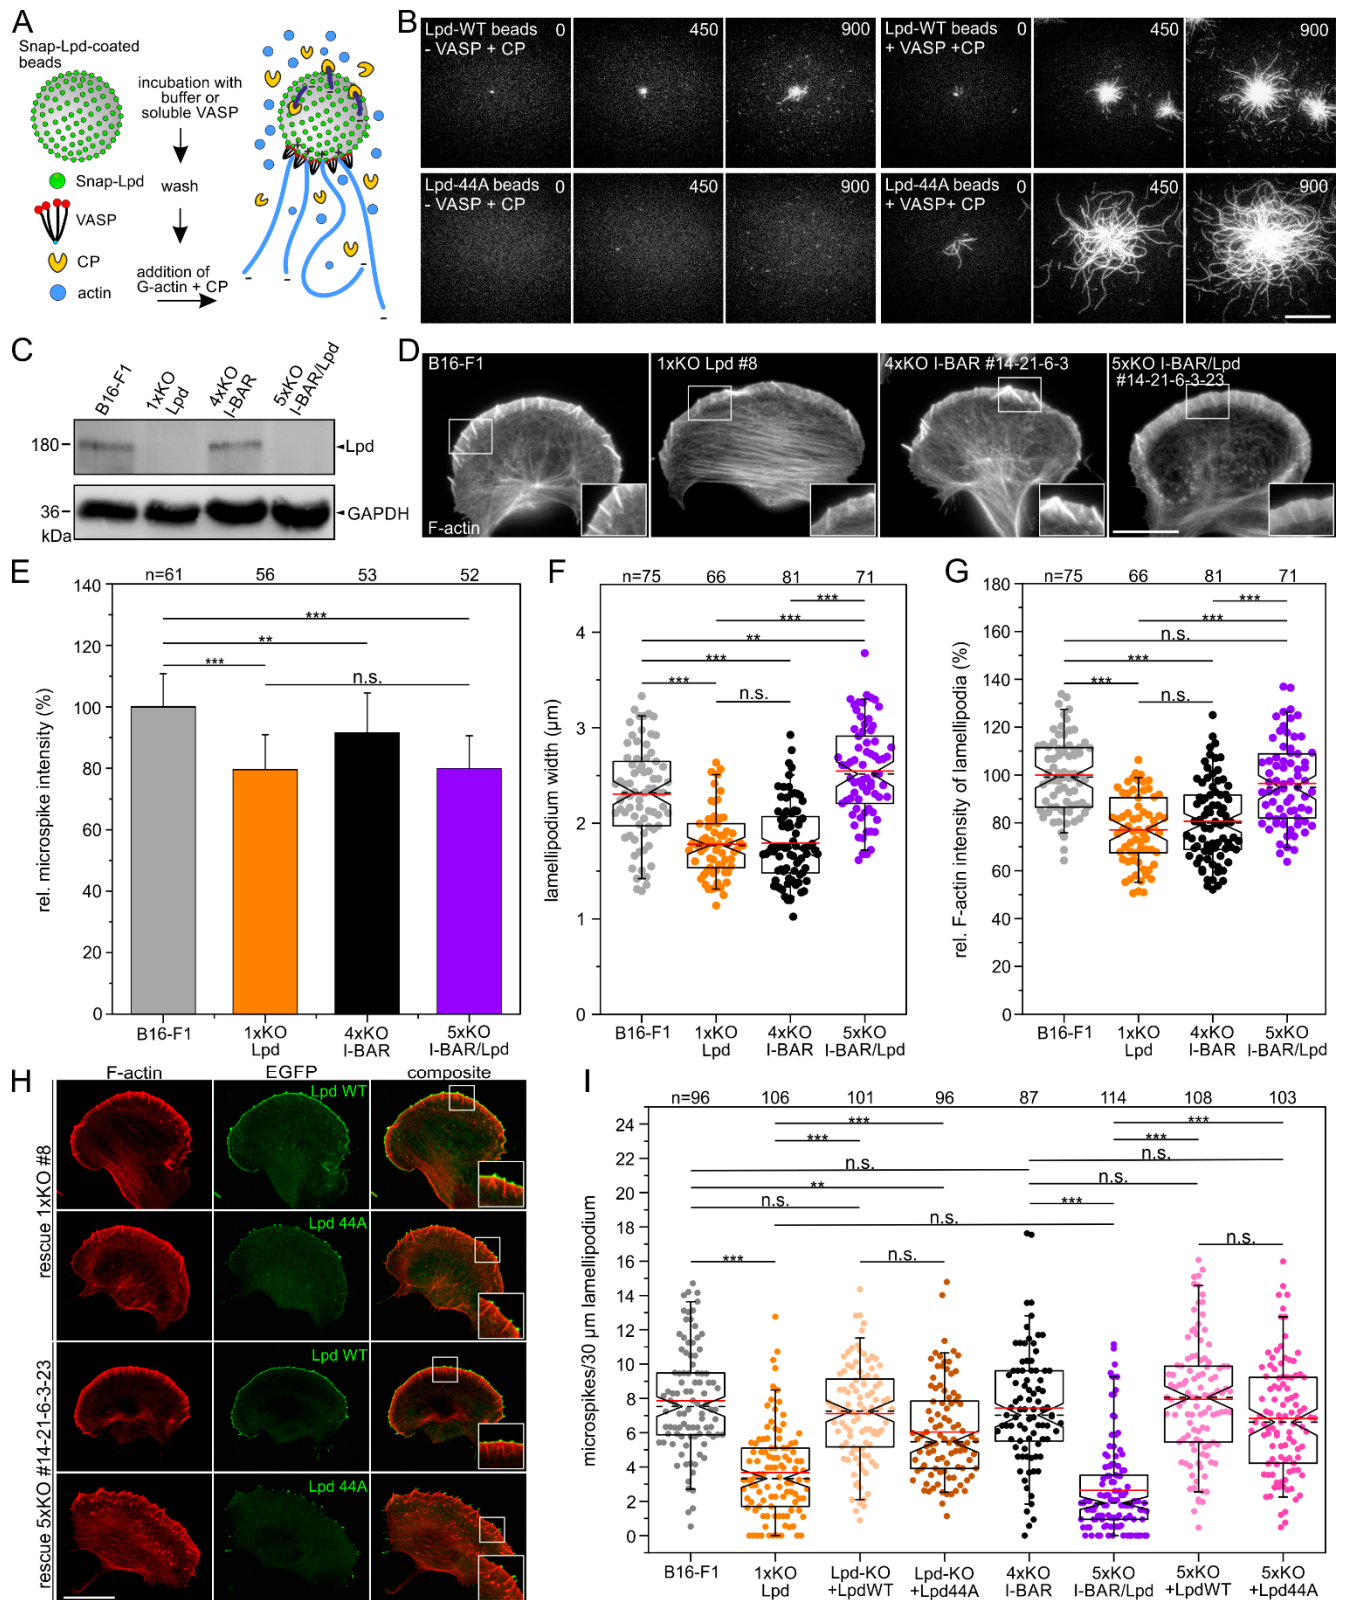 A
Snap-Lpd-coated
beads
incubation with
buffer or
soluble VASP
Snap-Lpd
wash
VASP
CP
addition of
G-actin + CP
actin
B
Lpd-WT beads
- VASP + CP
0
450
900
Lpd-WT beads
+ VASP +CP
0
450
900
Lpd-44A beads
- VASP + CP
0
450
900
Lpd-44A beads
+ VASP+ CP
0
450
900
C
B16-F1
1xKO
Lpd
4xKO
I-BAR
5xKO
I-BAR/Lpd
180
Lpd
36
GAPDH
kDa
D
B16-F1
1xKO Lpd #8
4xKO I-BAR #14-21-6-3
5xKO I-BAR/Lpd
#14-21-6-3-23
F-actin
E
n=61 56 53 52
rel. microspike intensity (%)
140
120
100
80
60
40
20
0
***
**
***
n.s.
B16-F1
1xKO
Lpd
4xKO
I-BAR
5xKO
I-BAR/Lpd
F
n=75 66 81 71
lamellipodium width (µm)
4
3
2
1
0
***
***
**
***
***
n.s.
B16-F1
1xKO
Lpd
4xKO
I-BAR
5xKO
I-BAR/Lpd
G
n=75 66 81 71
rel. F-actin intensity of lamellipodia (%)
180
160
140
120
100
80
60
40
20
0
***
***
n.s.
***
***
n.s.
B16-F1
1xKO
Lpd
4xKO
I-BAR
5xKO
I-BAR/Lpd
H
F-actin
EGFP
composite
rescue 1xKO #8
Lpd WT
Lpd 44A
rescue 5xKO #14-21-6-3-23
Lpd WT
Lpd 44A
I
n=96 106 101 96 87 114 108 103
microspikes/30 µm lamellipodium
24
22
20
18
16
14
12
10
8
6
4
2
0
***
***
***
***
n.s.
n.s.
**
n.s.
n.s.
***
n.s.
***
n.s.
n.s.
B16-F1
1xKO
Lpd
Lpd-KO
+LpdWT
Lpd-KO
+Lpd44A
4xKO
I-BAR
5xKO
I-BAR/Lpd
5xKO
+LpdWT
5xKO
+Lpd44A